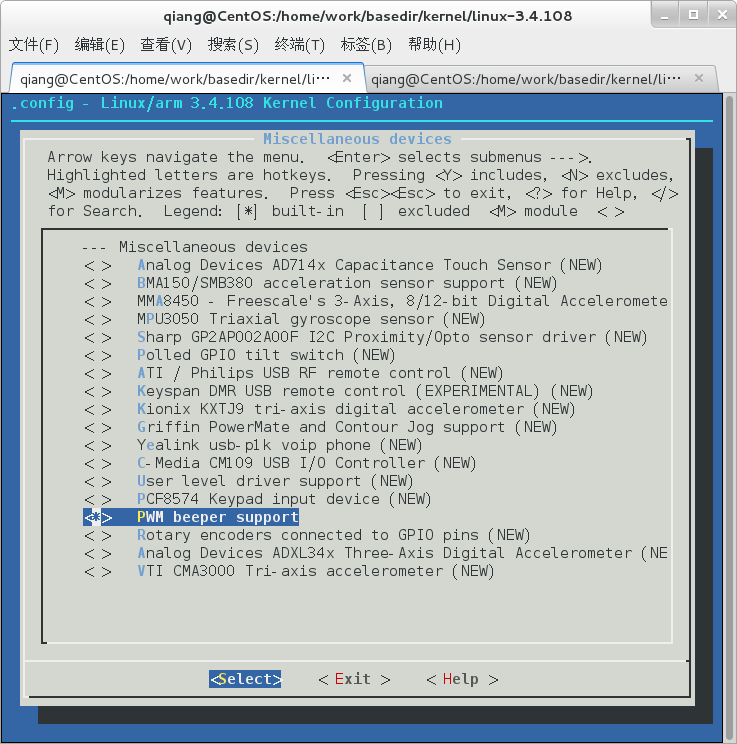 qiang@CentOS:/home/work/basedir/kernel/linux-3.4.108
文件(F) 编辑(E) 查看(V) 搜索(S) 终端(T) 标签(B) 帮助(H)
qiang@CentOS:/home/work/basedir/kernel/li··· × qiang@CentOS:/home/work/basedir/kernel/li··· ×
.config - Linux/arm 3.4.108 Kernel Configuration
Miscellaneous devices
Arrow keys navigate the menu. <Enter> selects submenus --->.
Highlighted letters are hotkeys. Pressing <Y> includes, <N> excludes,
<M> modularizes features. Press <Esc><Esc> to exit, <?> for Help, </>
for Search. Legend: [*] built-in [ ] excluded <M> module < >
--- Miscellaneous devices
< > Analog Devices AD714x Capacitance Touch Sensor (NEW)
< > BMA150/SMB380 acceleration sensor support (NEW)
< > MMA8450 - Freescale's 3-Axis, 8/12-bit Digital Acceleromete
< > MPU3050 Triaxial gyroscope sensor (NEW)
< > Sharp GP2AP002A00F I2C Proximity/Opto sensor driver (NEW)
< > Polled GPIO tilt switch (NEW)
< > ATI / Philips USB RF remote control (NEW)
< > Keyspan DMR USB remote control (EXPERIMENTAL) (NEW)
< > Kionix KXTJ9 tri-axis digital accelerometer (NEW)
< > Griffin PowerMate and Contour Jog support (NEW)
< > Yealink usb-p1k voip phone (NEW)
< > C-Media CM109 USB I/O Controller (NEW)
< > User level driver support (NEW)
< > PCF8574 Keypad input device (NEW)
<*> PWM beeper support
< > Rotary encoders connected to GPIO pins (NEW)
< > Analog Devices ADXL34x Three-Axis Digital Accelerometer (NE
< > VTI CMA3000 Tri-axis accelerometer (NEW)
<Select> < Exit > < Help >